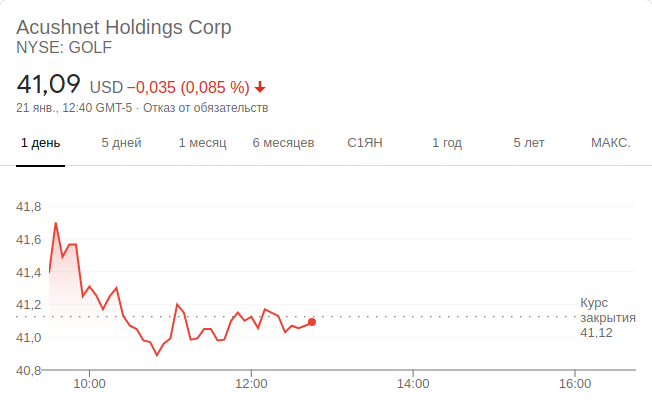 Acushnet Holdings Corp
NYSE: GOLF
41,09 USD −0,035 (0,085 %)
21 янв., 12:40 GMT-5 · Отказ от обязательств
1 день 5 дней 1 месяц 6 месяцев С1ЯН 1 год 5 лет МАКС.
41,8
41,6
41,4
41,2
41,0
40,8
Курс
закрытия
41,12
10:00 12:00 14:00 16:00